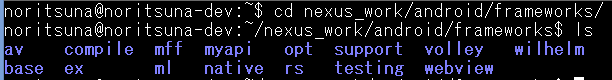 noritsuna@noritsuna-dev:~$ cd nexus_work/android/frameworks/
noritsuna@noritsuna-dev:~/nexus_work/android/frameworks$ ls
av    compile  mff  myapi   opt  support  volley   wilhelm
base  ex       ml   native  rs   testing  webview